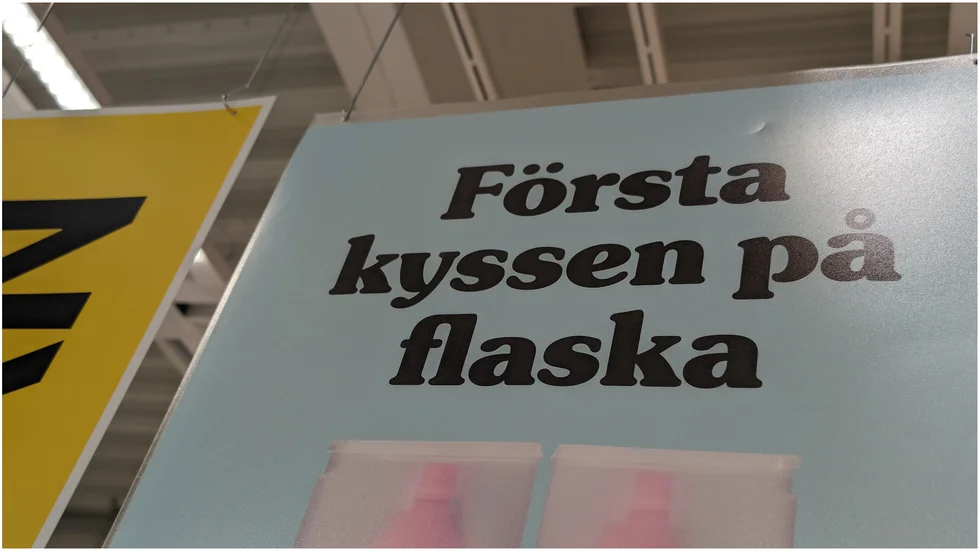 Första
kyssen på
flaska